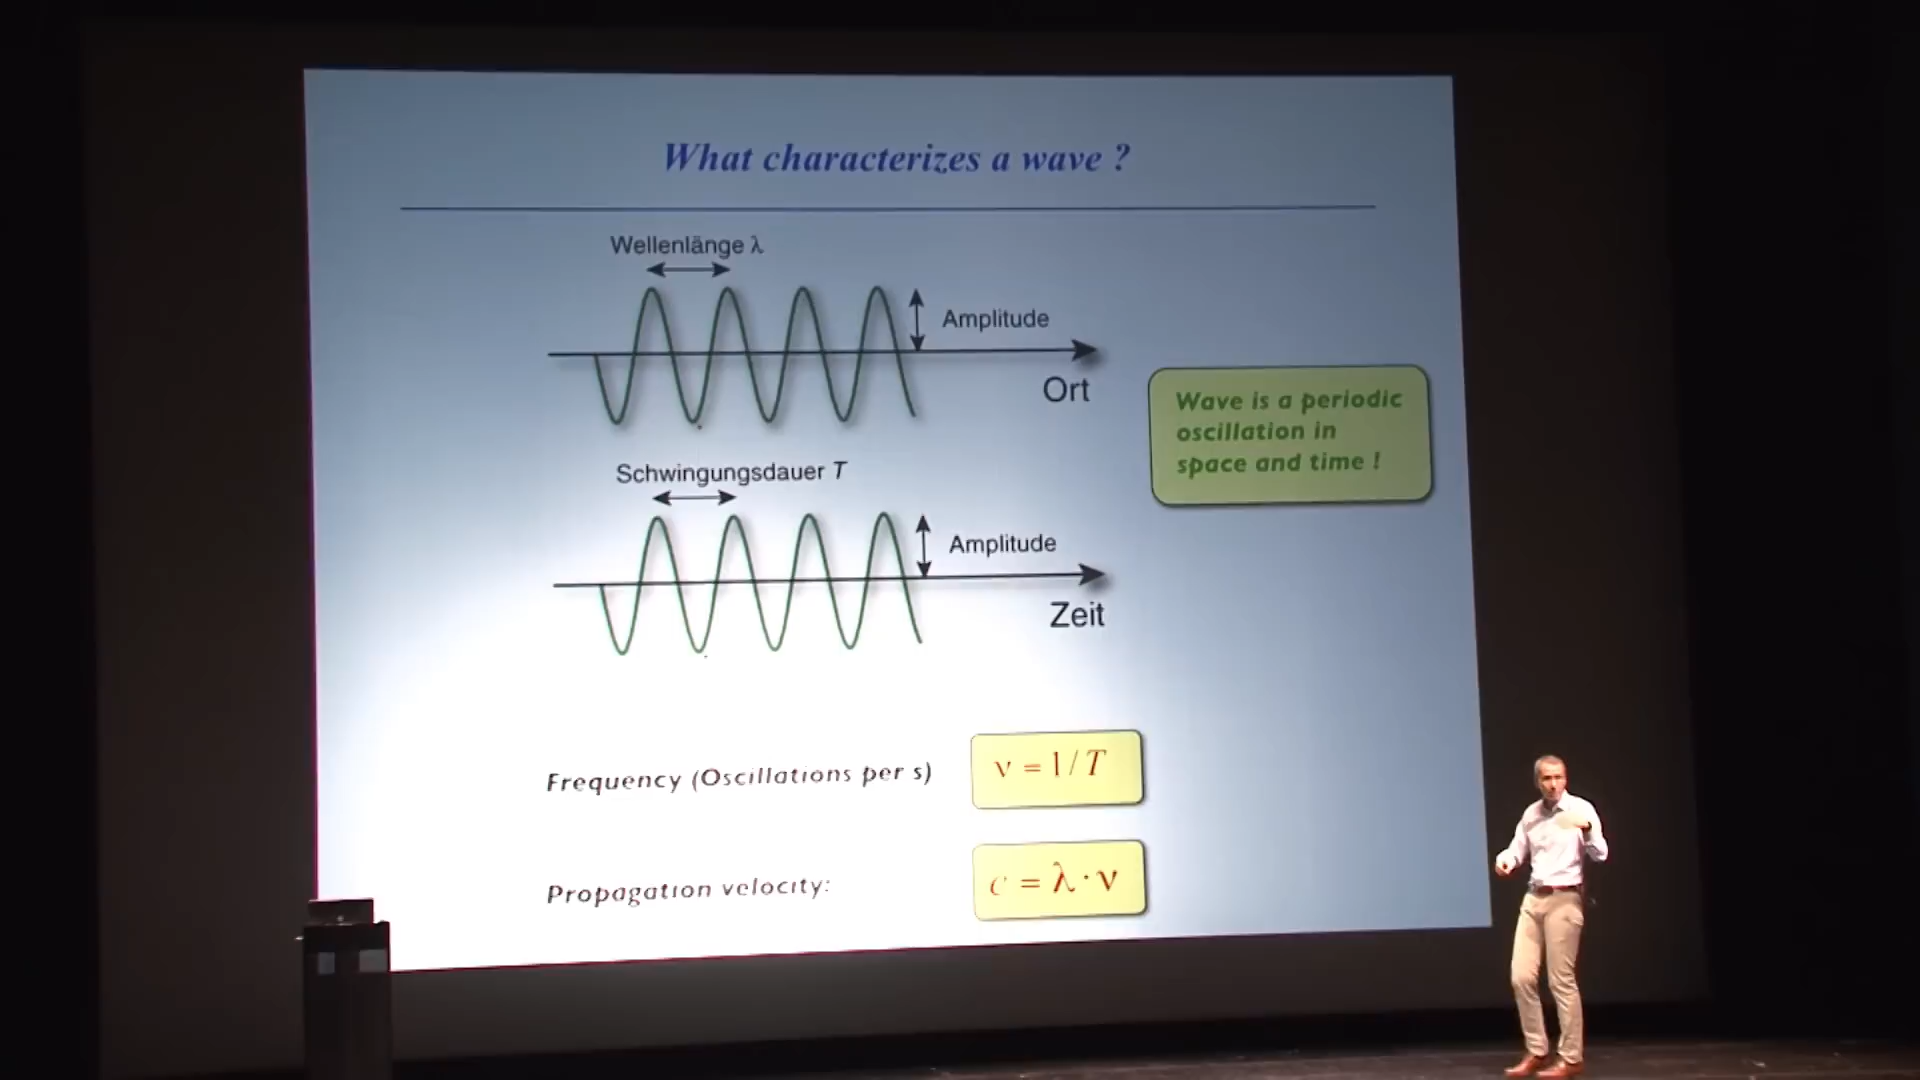 What characterizes a wave ?
Wellenlänge λ
Amplitude
Ort
Wave is a periodic
oscillation in
space and time !
Schwingungsdauer T
Amplitude
Zeit
Frequency (Oscillations per s)
ν = 1 / T
Propagation velocity:
c = λ · ν